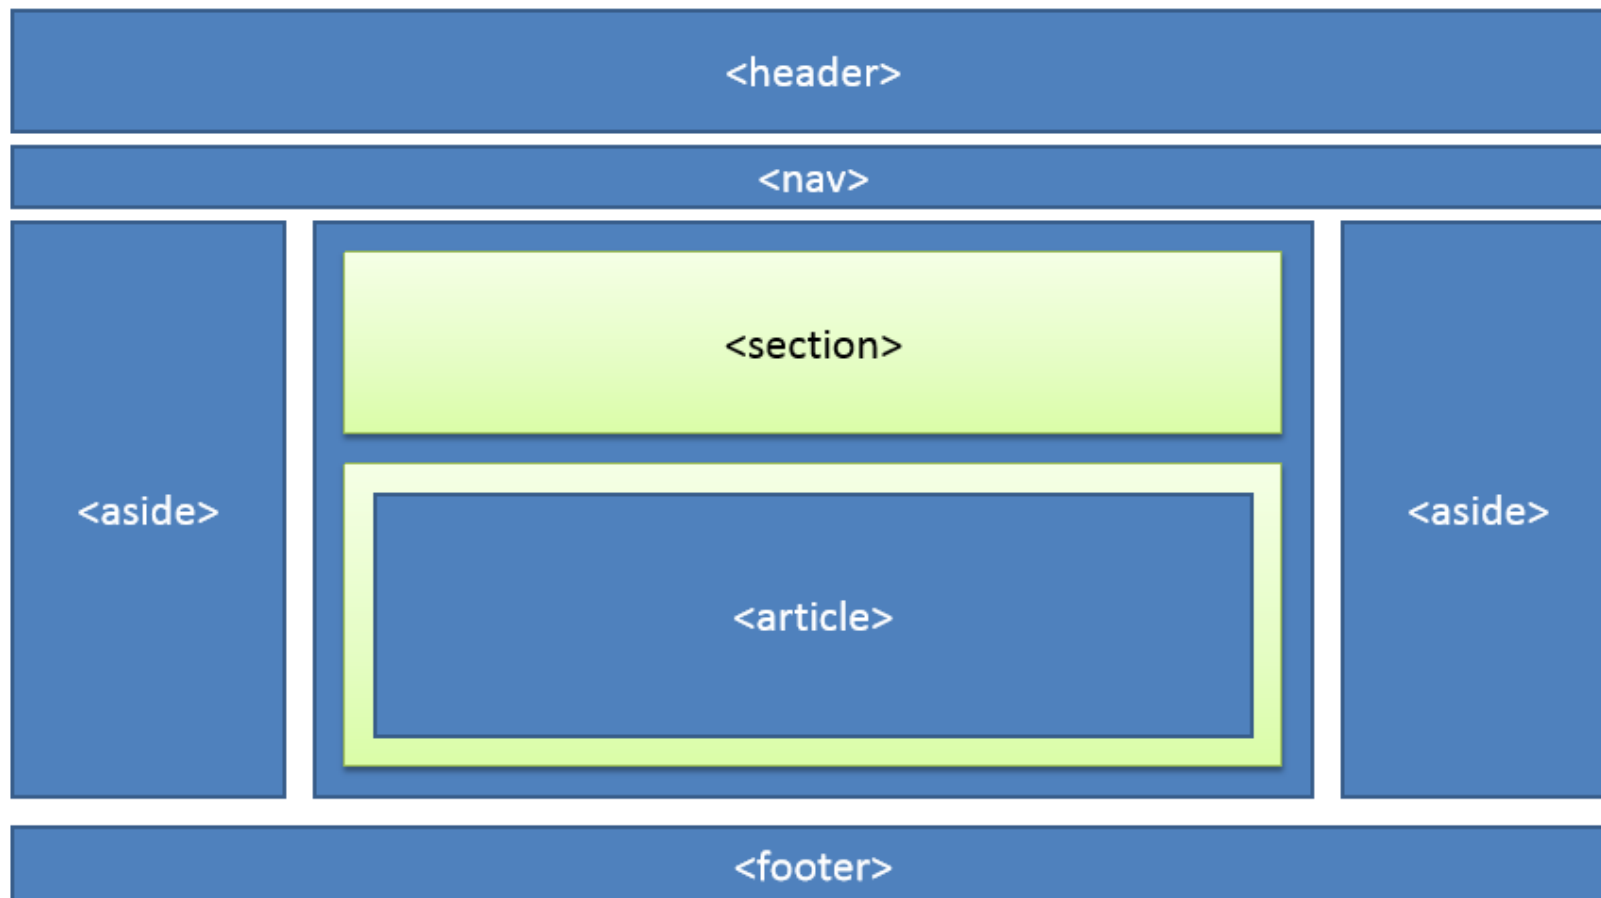 <header>
<nav>
<section>
<aside>
<aside>
<article>
<footer>